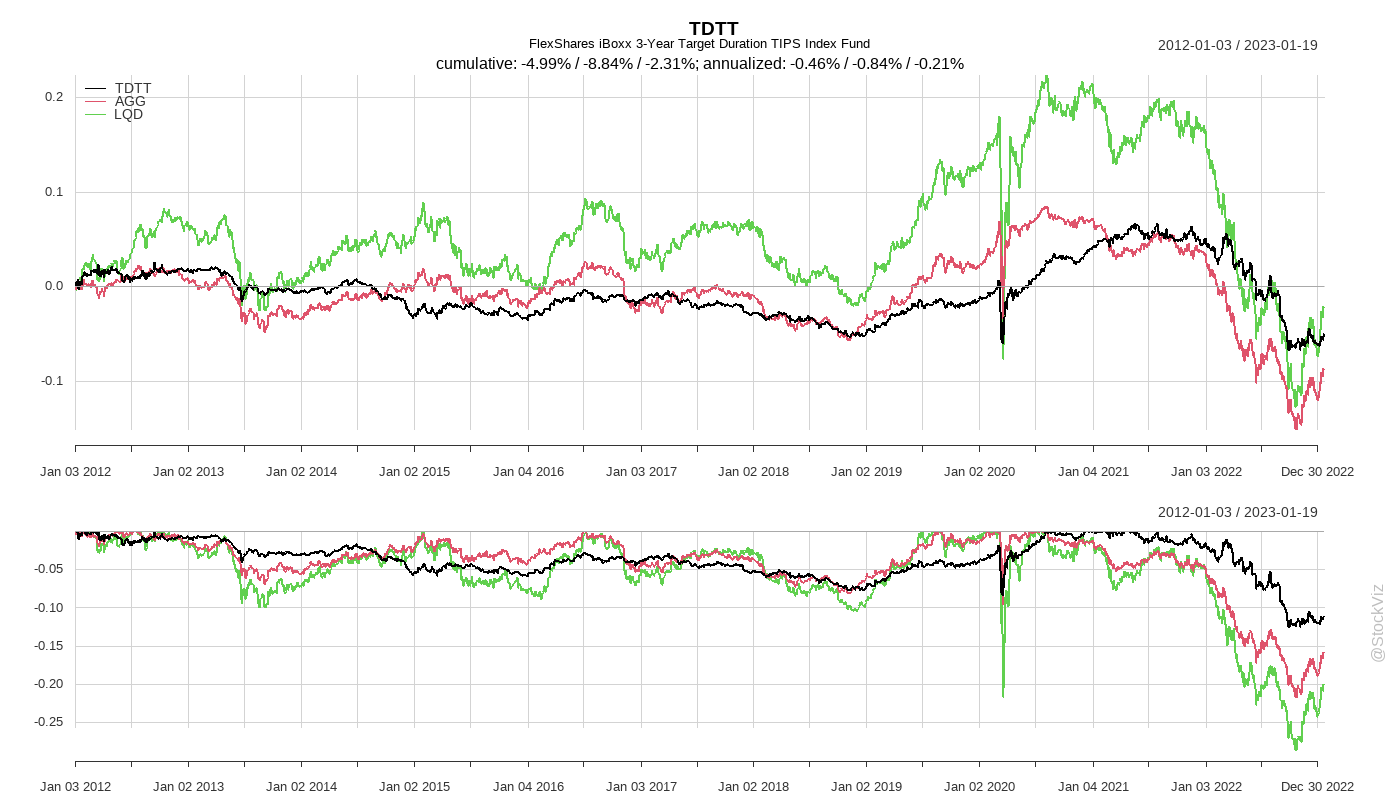 TDTT
FlexShares iBoxx 3-Year Target Duration TIPS Index Fund
2012-01-03 / 2023-01-19
cumulative: -4.99% / -8.84% / -2.31%; annualized: -0.46% / -0.84% / -0.21%
TDTT
AGG
LQD
0.2
0.1
0.0
-0.1
Jan 03 2012 Jan 02 2013 Jan 02 2014 Jan 02 2015 Jan 04 2016 Jan 03 2017 Jan 02 2018 Jan 02 2019 Jan 02 2020 Jan 04 2021 Jan 03 2022 Dec 30 2022
2012-01-03 / 2023-01-19
-0.05
-0.10
-0.15
-0.20
-0.25
Jan 03 2012 Jan 02 2013 Jan 02 2014 Jan 02 2015 Jan 04 2016 Jan 03 2017 Jan 02 2018 Jan 02 2019 Jan 02 2020 Jan 04 2021 Jan 03 2022 Dec 30 2022
@StockViz